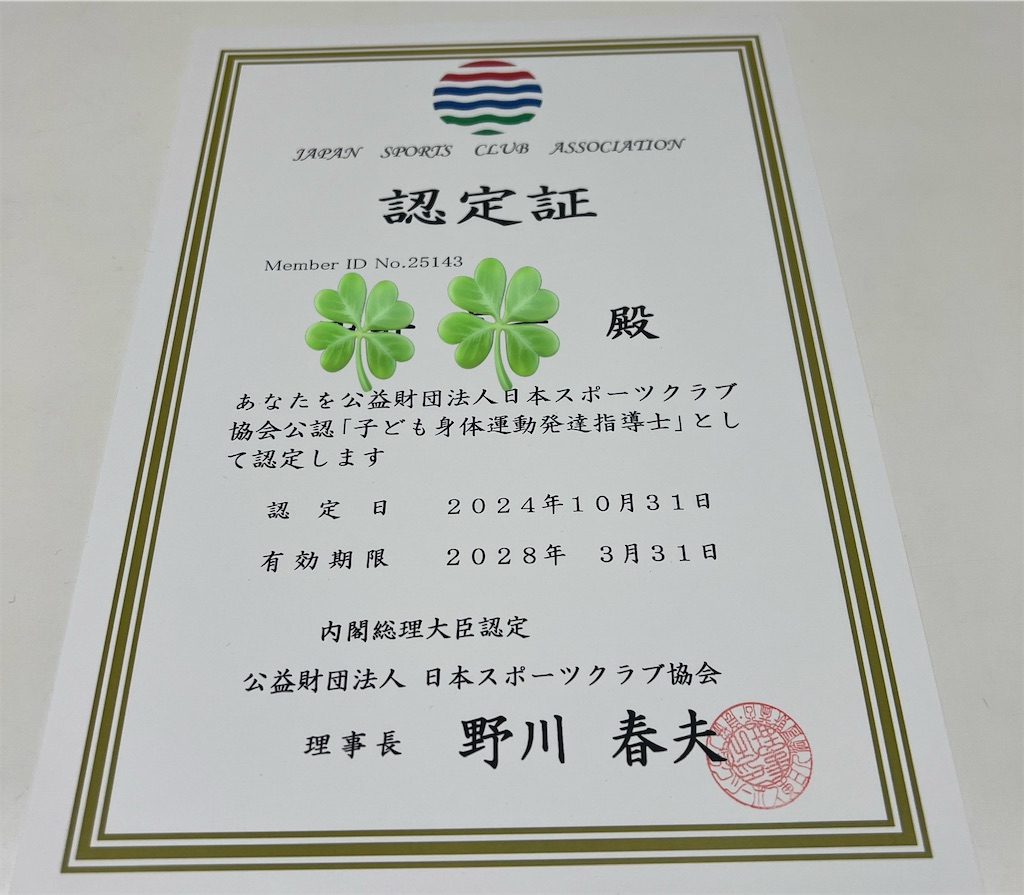 JAPAN SPORTS CLUB ASSOCIATION
認定証
Member ID No.25143
殿
あなたを公益財団法人日本スポーツクラブ
協会公認「子ども身体運動発達指導士」とし
て認定します
認 定 日 2024年10月31日
有効期限 2028年 3月31日
内閣総理大臣認定
公益財団法人 日本スポーツクラブ協会
理事長 野川 春夫